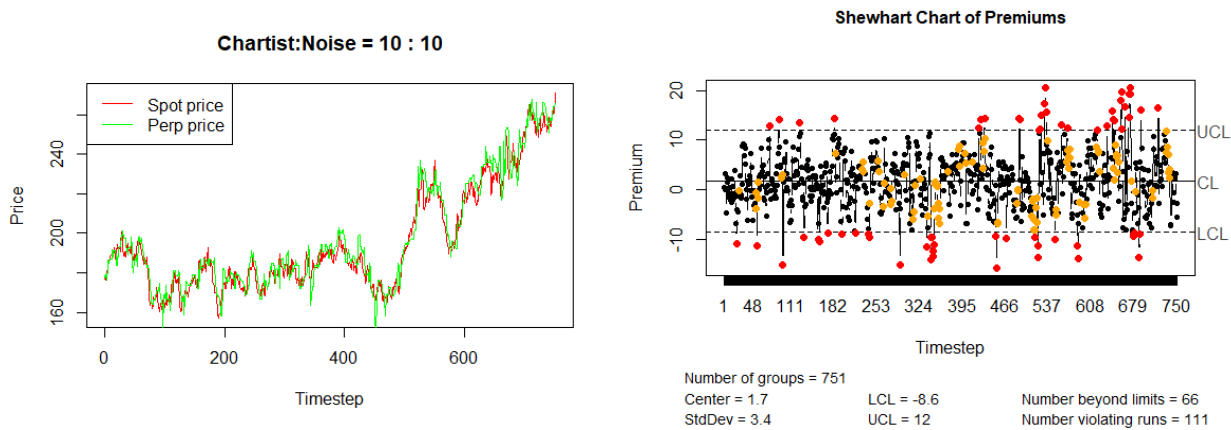 Chartist:Noise = 10 : 10
Spot price
Perp price
Price
160
200
240
0
200
400
600
Timestep
Shewhart Chart of Premiums
Premium
20
10
0
-10
UCL
CL
LCL
1
48
111
182
253
324
395
466
537
608
679
750
Timestep
Number of groups = 751
Center = 1.7
LCL = -8.6
Number beyond limits = 66
StdDev = 3.4
UCL = 12
Number violating runs = 111